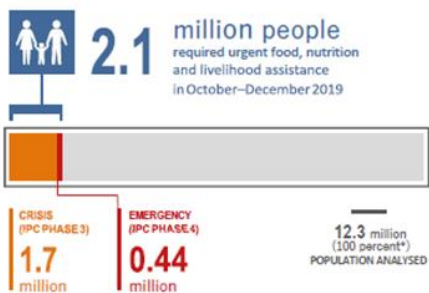 2.1
million people
required urgent food, nutrition
and livelihood assistance
in October–December 2019
CRISIS
(IPC PHASE 3)
1.7
million
EMERGENCY
(IPC PHASE 4)
0.44
million
12.3 million
(100 percent*)
POPULATION ANALYSED